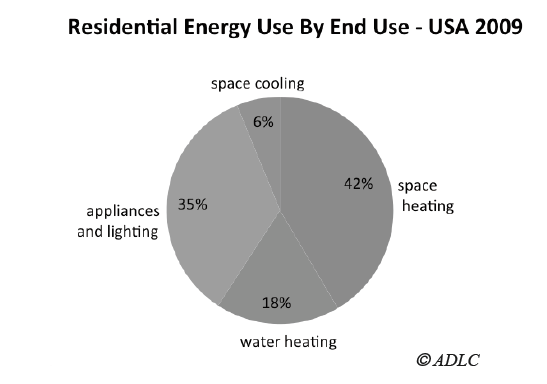 Residential Energy Use By End Use - USA 2009
space cooling
6%
42%
space
heating
35%
appliances
and lighting
18%
water heating
© ADLC